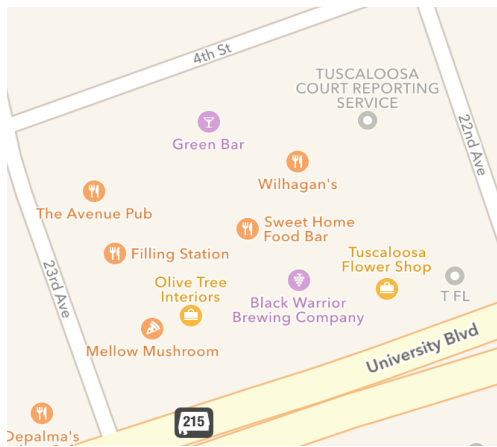 4th St
TUSCALOOSA
COURT REPORTING
SERVICE
Green Bar
22nd Ave
Wilhagan's
The Avenue Pub
Sweet Home
Food Bar
Filling Station
Tuscaloosa
Flower Shop
23rd Ave
Olive Tree
Interiors
T FL
Black Warrior
Brewing Company
Mellow Mushroom
University Blvd
215
Depalma's